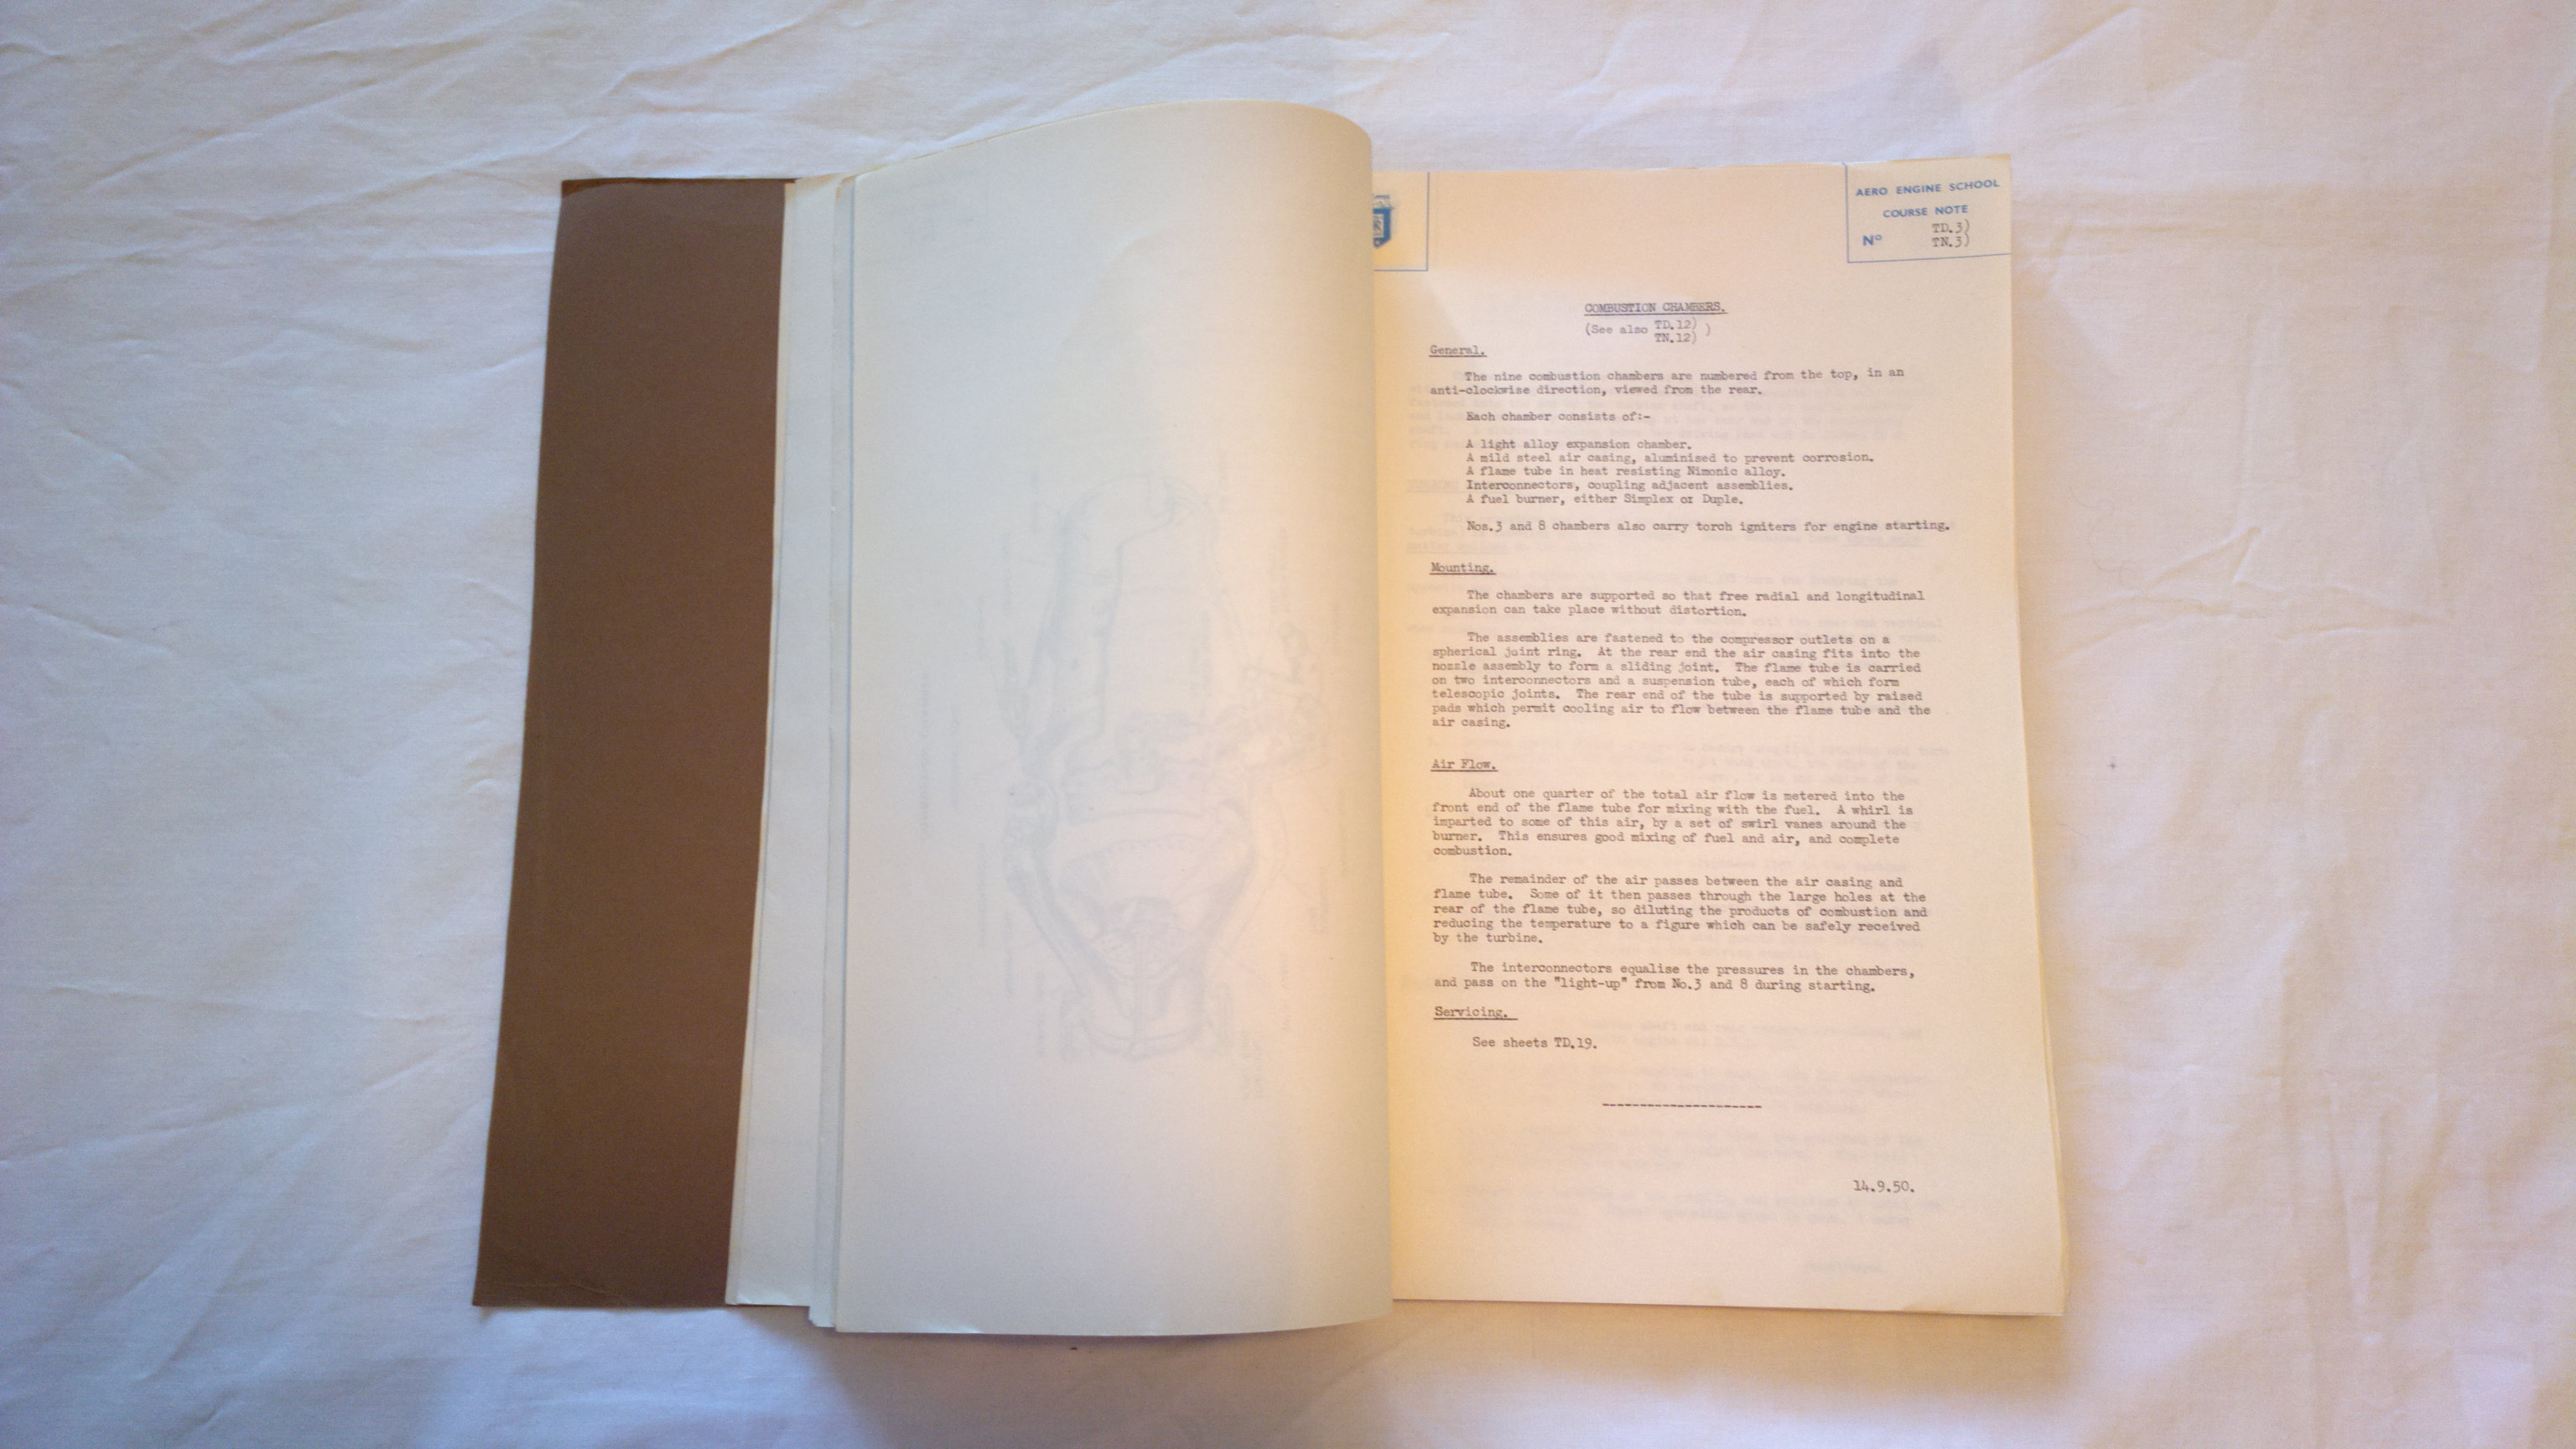 AERO ENGINE SCHOOL
COURSE NOTE
TD.3)
Nº TN.3)
COMBUSTION CHAMBERS.
(See also TD.12) )
TN.12)
General.
The nine combustion chambers are numbered from the top, in an
anti-clockwise direction, viewed from the rear.
Each chamber consists of:-
A light alloy expansion chamber.
A mild steel air casing, aluminised to prevent corrosion.
A flame tube in heat resisting Nimonic alloy.
Interconnectors, coupling adjacent assemblies.
A fuel burner, either Simplex or Duple.
Nos.3 and 8 chambers also carry torch igniters for engine starting.
Mounting.
The chambers are supported so that free radial and longitudinal
expansion can take place without distortion.
The assemblies are fastened to the compressor outlets on a
spherical joint ring. At the rear end the air casing fits into the
nozzle assembly to form a sliding joint. The flame tube is carried
on two interconnectors and a suspension tube, each of which form
telescopic joints. The rear end of the tube is supported by raised
pads which permit cooling air to flow between the flame tube and the
air casing.
Air Flow.
About one quarter of the total air flow is metered into the
front end of the flame tube for mixing with the fuel. A whirl is
imparted to some of this air, by a set of swirl vanes around the
burner. This ensures good mixing of fuel and air, and complete
combustion.
The remainder of the air passes between the air casing and
flame tube. Some of it then passes through the large holes at the
rear of the flame tube, so diluting the products of combustion and
reducing the temperature to a figure which can be safely received
by the turbine.
The interconnectors equalise the pressures in the chambers,
and pass on the "light-up" from No.3 and 8 during starting.
Servicing.
See sheets TD.19.
14.9.50.